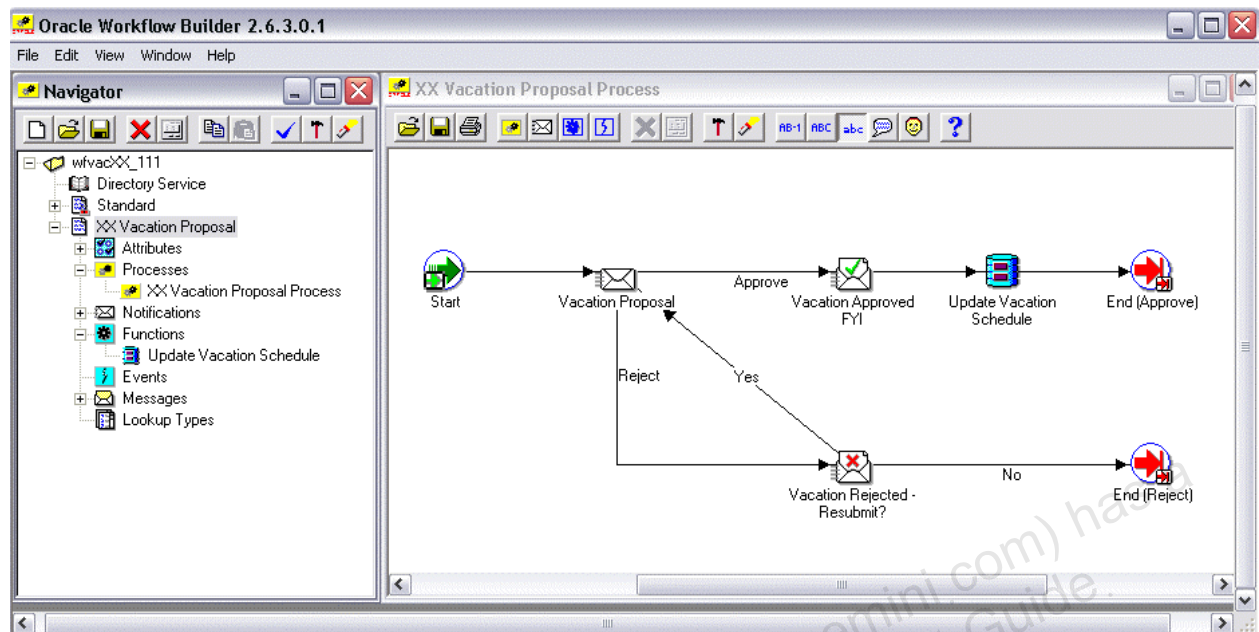 Oracle Workflow Builder 2.6.3.0.1
File Edit View Window Help
Navigator
wfvacXX_111
Directory Service
Standard
XX Vacation Proposal
Attributes
Processes
XX Vacation Proposal Process
Notifications
Functions
Update Vacation Schedule
Events
Messages
Lookup Types
XX Vacation Proposal Process
AB-1 ABC abc ?
Start
Vacation Proposal
Approve
Vacation Approved
FYI
Update Vacation
Schedule
End (Approve)
Reject
Yes
Vacation Rejected -
Resubmit?
No
End (Reject)
com) has a
Guide.